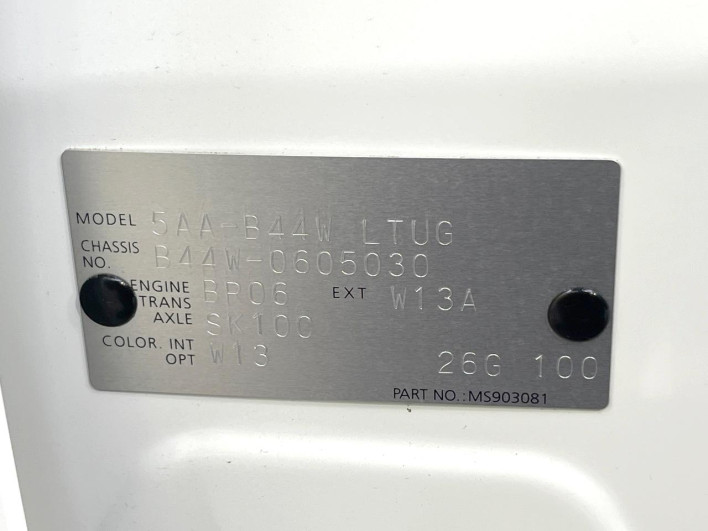 MODEL 5AA-B44W LTUG
CHASSIS NO. B44W-0605030
ENGINE BR06 EXT W13A
TRANS AXLE SK10C
COLOR. INT OPT W13 26G 100
PART NO.:MS903081